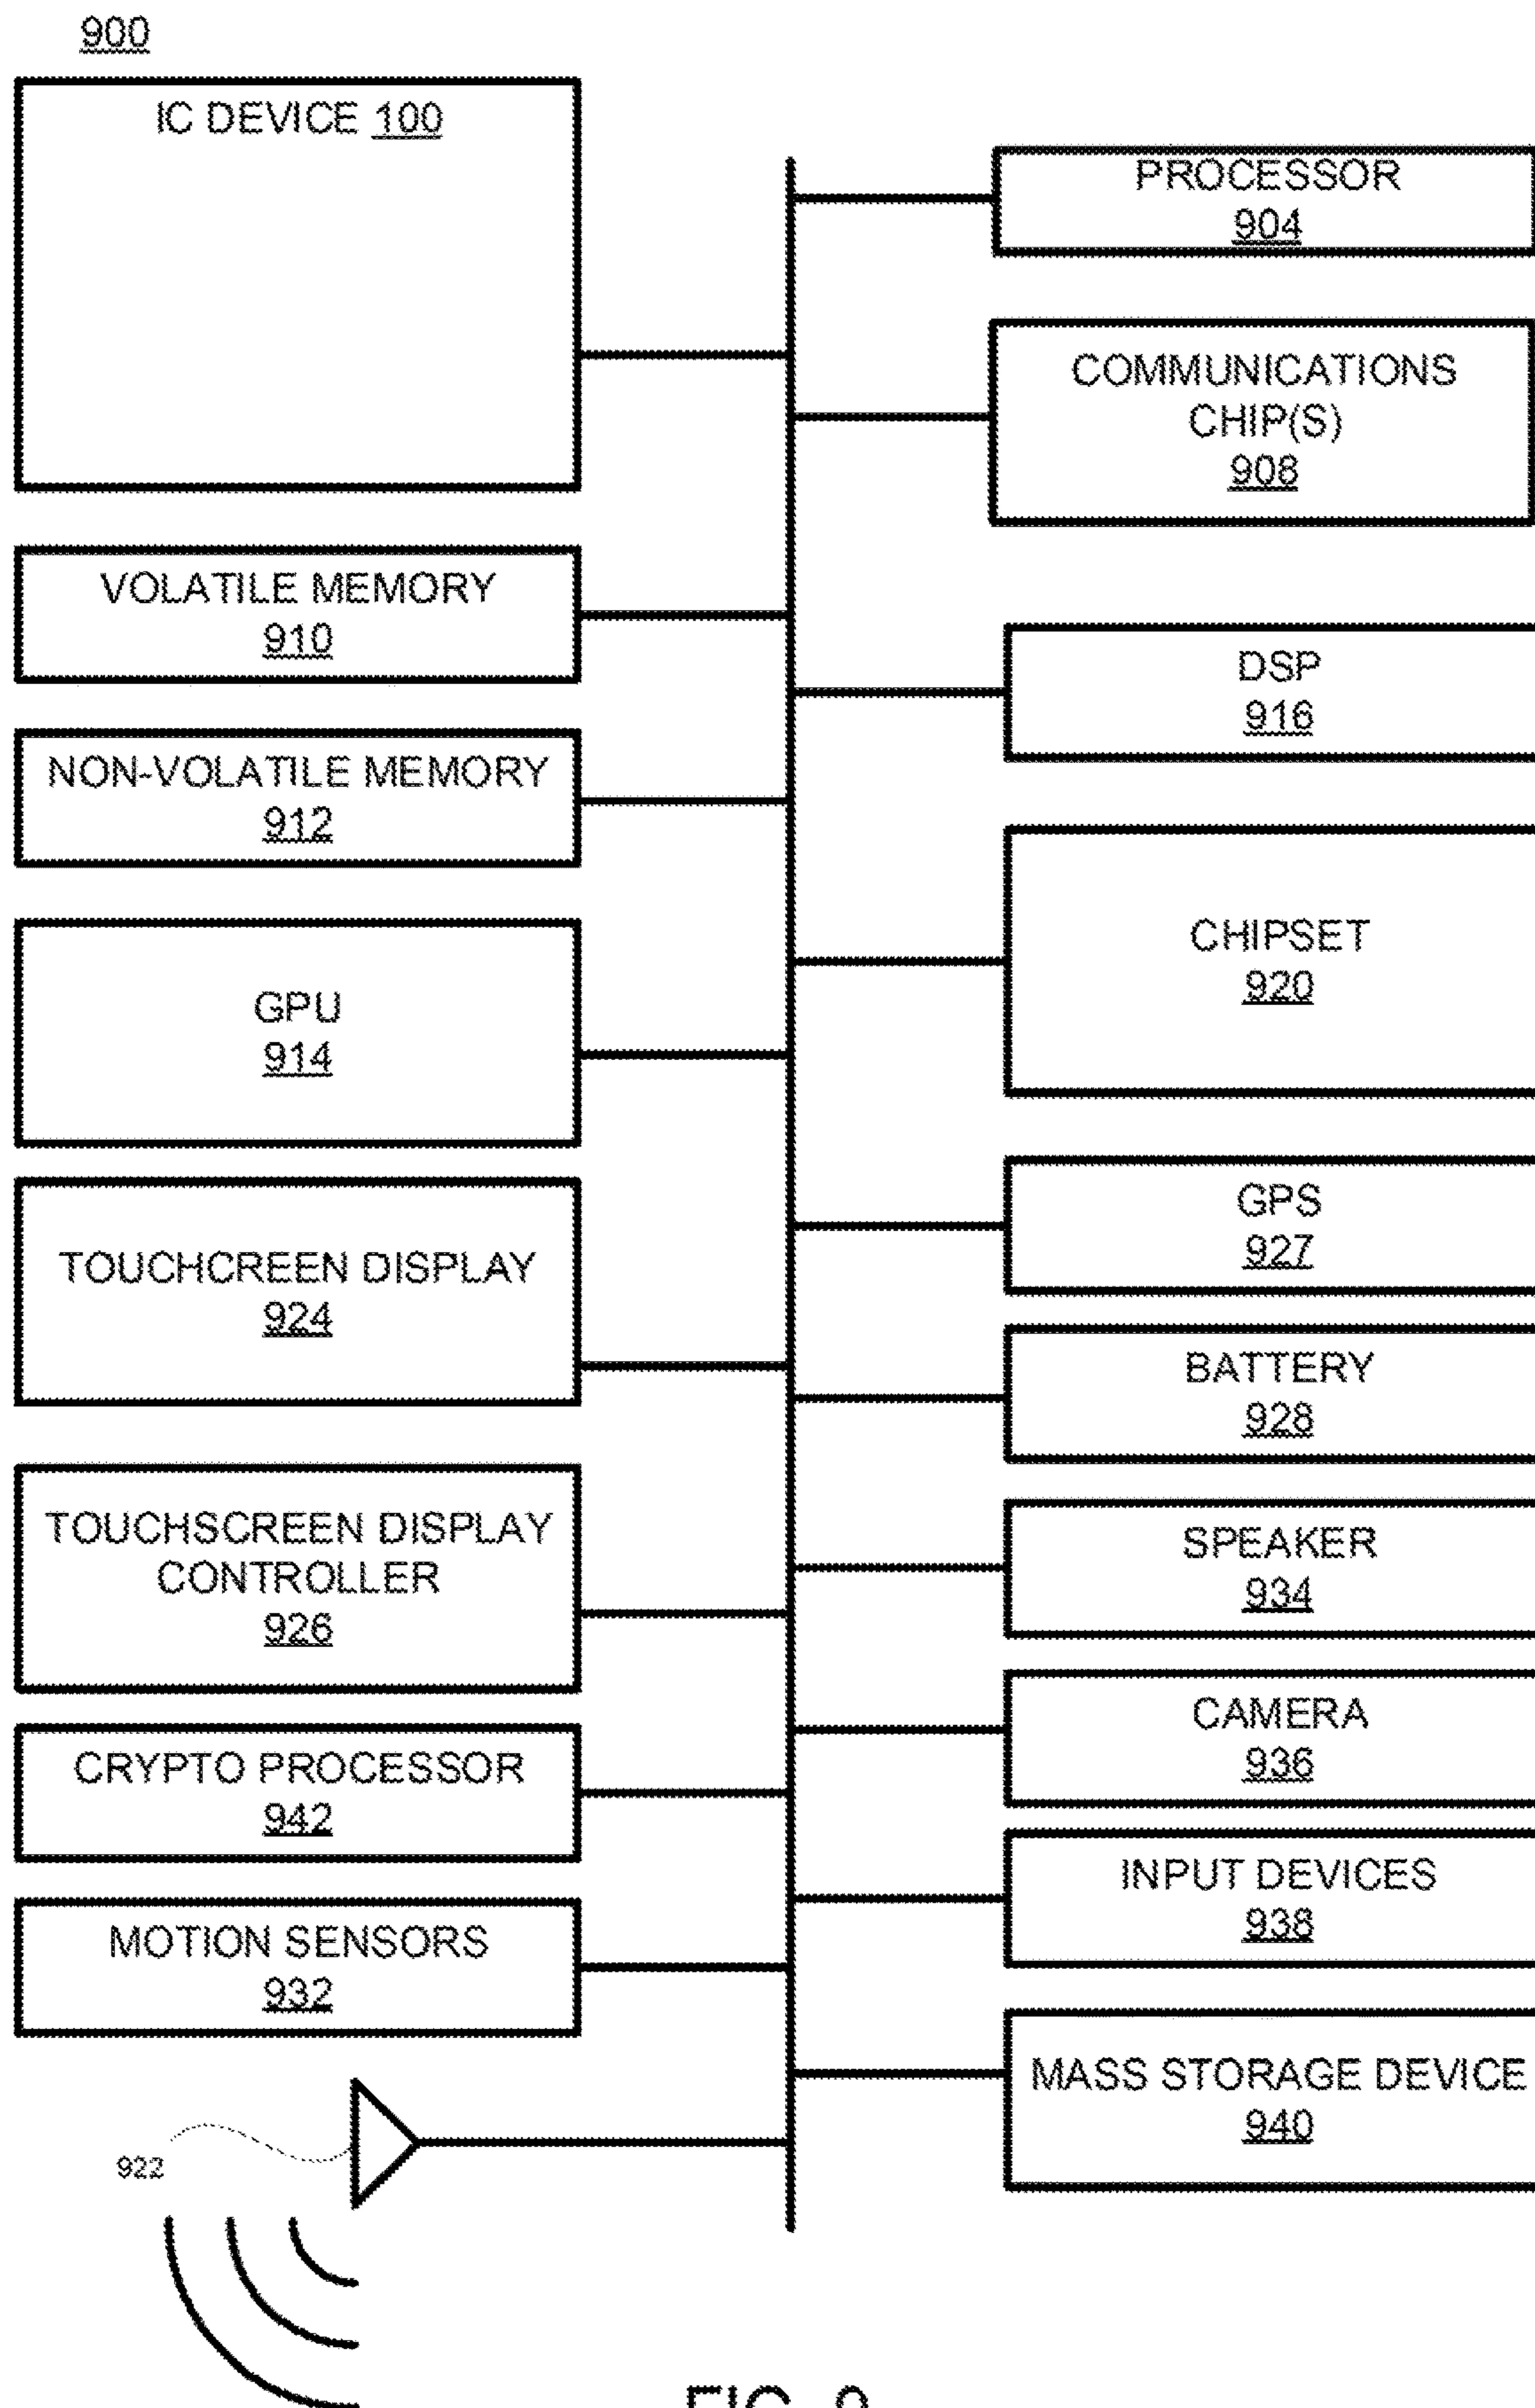 900
IC DEVICE 100
PROCESSOR
904
COMMUNICATIONS
CHIP(S)
908
VOLATILE MEMORY
910
DSP
916
NON-VOLATILE MEMORY
912
CHIPSET
920
GPU
914
GPS
927
TOUCHCREEN DISPLAY
924
BATTERY
928
TOUCHSCREEN DISPLAY
CONTROLLER
926
SPEAKER
934
CAMERA
936
CRYPTO PROCESSOR
942
INPUT DEVICES
938
MOTION SENSORS
932
MASS STORAGE DEVICE
940
922
FIG. 9